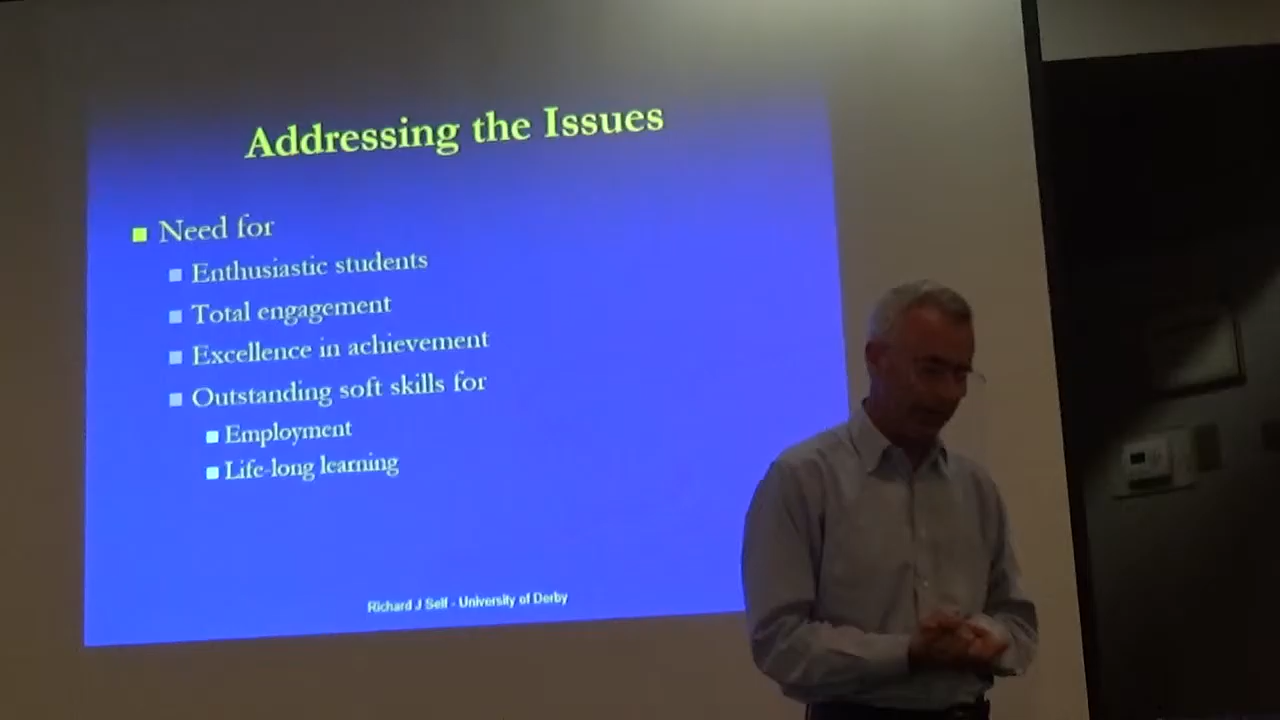 Addressing the Issues
Need for
Enthusiastic students
Total engagement
Excellence in achievement
Outstanding soft skills for
Employment
Life-long learning
Richard J Self - University of Derby